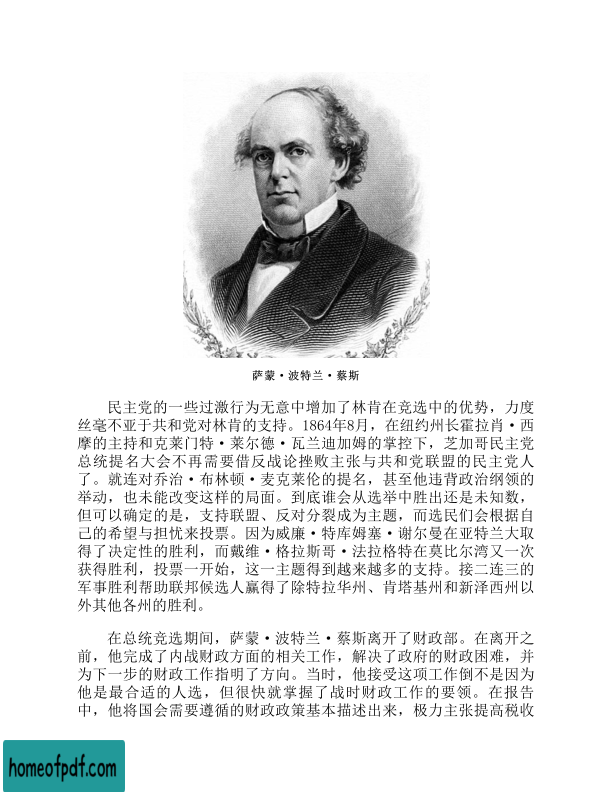 萨蒙·波特兰·蔡斯
民主党的一些过激行为无意中增加了林肯在竞选中的优势，力度
丝毫不亚于共和党对林肯的支持。1864年8月，在纽约州长霍拉肖·西
摩的主持和克莱门特·莱尔德·瓦兰迪加姆的掌控下，芝加哥民主党
总统提名大会不再需要借反战论挫败主张与共和党联盟的民主党人
了。就连对乔治·布林顿·麦克莱伦的提名，甚至他违背政治纲领的
举动，也未能改变这样的局面。到底谁会从选举中胜出还是未知数，
但可以确定的是，支持联盟、反对分裂成为主题，而选民们会根据自
己的希望与担忧来投票。因为威廉·特库姆塞·谢尔曼在亚特兰大取
得了决定性的胜利，而戴维·格拉斯哥·法拉格特在莫比尔湾又一次
获得胜利，投票一开始，这一主题得到越来越多的支持。接二连三的
军事胜利帮助联邦候选人赢得了除特拉华州、肯塔基州和新泽西州以
外其他各州的胜利。
在总统竞选期间，萨蒙·波特兰·蔡斯离开了财政部。在离开之
前，他完成了内战财政方面的相关工作，解决了政府的财政困难，并
为下一步的财政工作指明了方向。当时，他接受这项工作倒不是因为
他是最合适的人选，但很快就掌握了战时财政工作的要领。在报告
中，他将国会需要遵循的财政政策基本描述出来，极力主张提高税收
homeofpdf.com